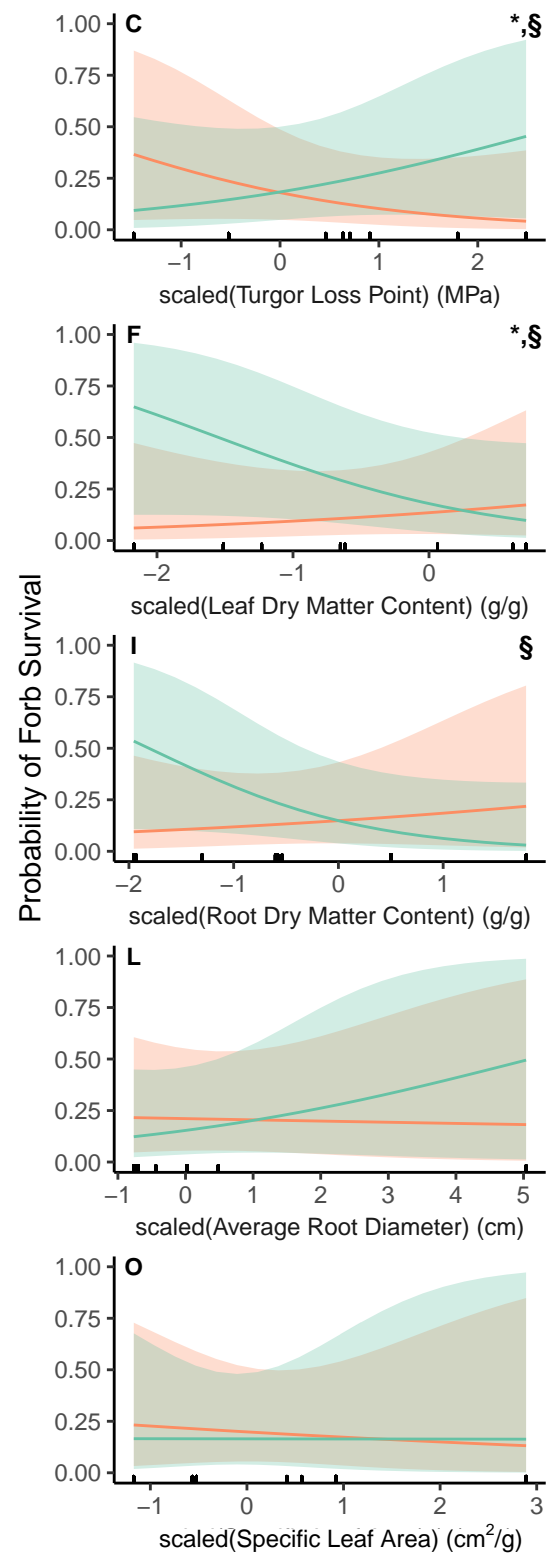 Probability of Forb Survival
C
*,§
1.00
0.75
0.50
0.25
0.00
−1 0 1 2
scaled(Turgor Loss Point) (MPa)
F
*,§
1.00
0.75
0.50
0.25
0.00
−2 −1 0
scaled(Leaf Dry Matter Content) (g/g)
I
§
1.00
0.75
0.50
0.25
0.00
−2 −1 0 1
scaled(Root Dry Matter Content) (g/g)
L
1.00
0.75
0.50
0.25
0.00
-1 0 1 2 3 4 5
scaled(Average Root Diameter) (cm)
O
1.00
0.75
0.50
0.25
0.00
−1 0 1 2 3
scaled(Specific Leaf Area) (cm²/g)